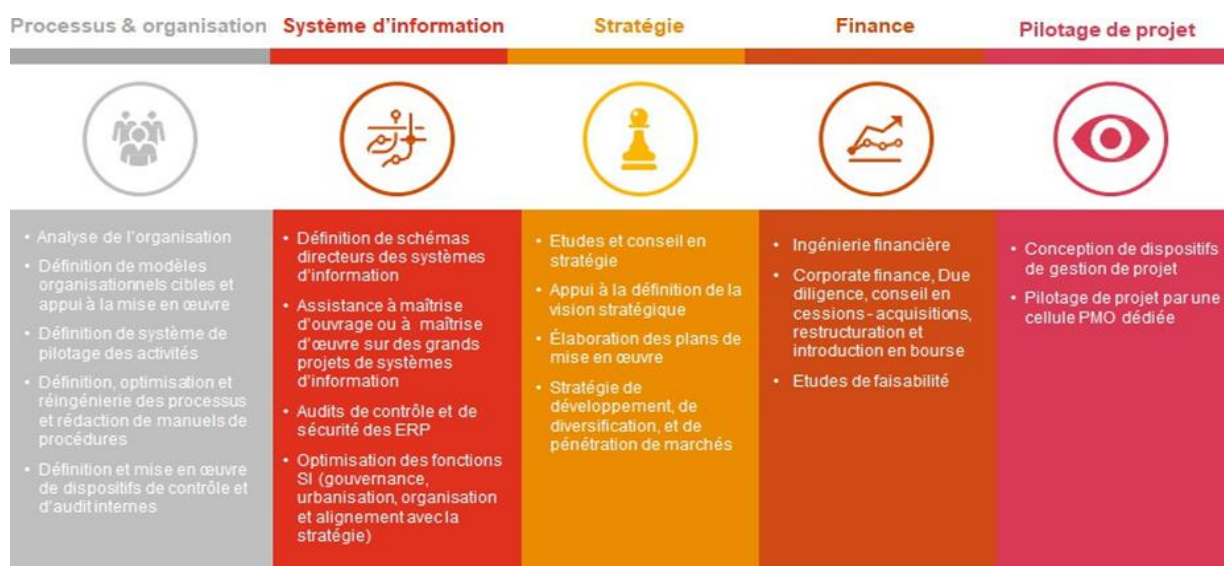 Processus & organisation
Système d'information
Stratégie
Finance
Pilotage de projet
• Analyse de l'organisation
• Définition de modèles
organisationnels cibles et
appui à la mise en œuvre
• Définition de système de
pilotage des activités
• Définition, optimisation et
réingénierie des processus
et rédaction de manuels de
procédures
• Définition et mise en œuvre
de dispositifs de contrôle et
d'audit internes
• Définition de schémas
directeurs des systèmes
d'information
• Assistance à maîtrise
d'ouvrage ou à maîtrise
d'œuvre sur des grands
projets de systèmes
d'information
• Audits de contrôle et de
sécurité des ERP
• Optimisation des fonctions
SI (gouvernance,
urbanisation, organisation
et alignement avec la
stratégie)
• Etudes et conseil en
stratégie
• Appui à la définition de la
vision stratégique
• Élaboration des plans de
mise en œuvre
• Stratégie de
développement, de
diversification, et de
pénétration de marchés
• Ingénierie financière
• Corporate finance, Due
diligence, conseil en
cessions - acquisitions,
restructuration et
introduction en bourse
• Etudes de faisabilité
• Conception de dispositifs
de gestion de projet
• Pilotage de projet par une
cellule PMO dédiée